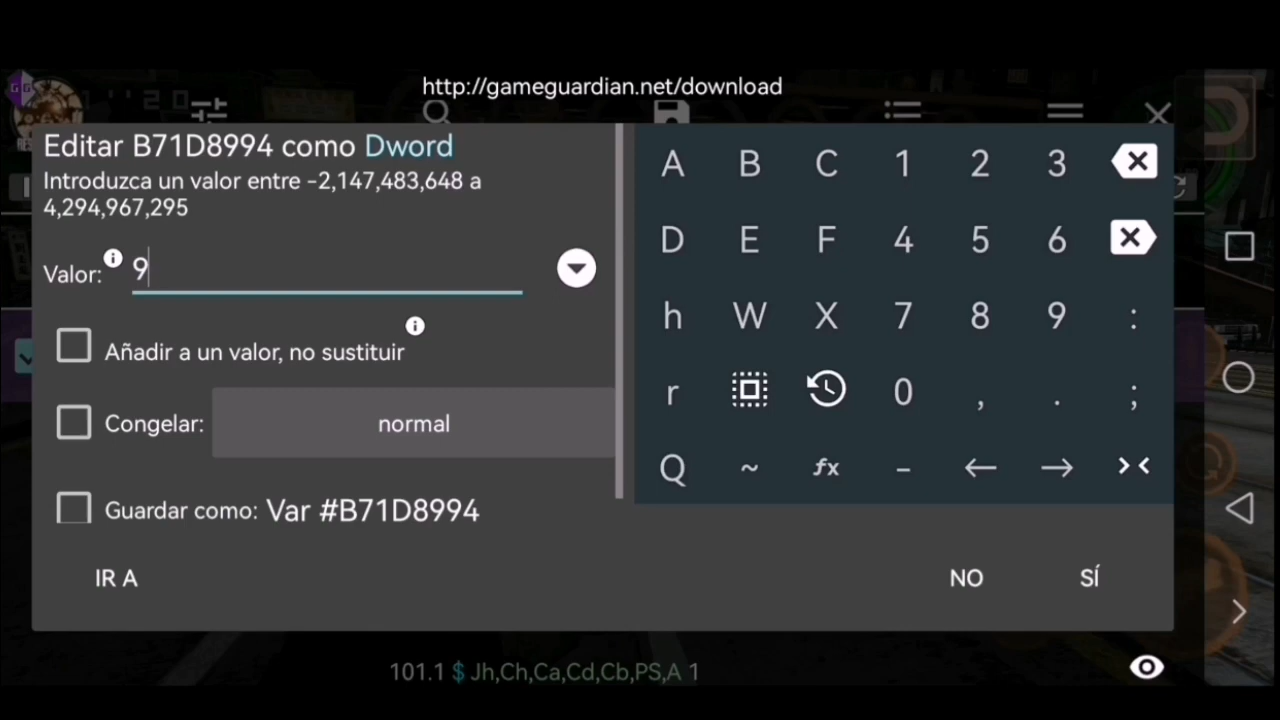 http://gameguardian.net/download
Editar B71D8994 como Dword
Introduzca un valor entre -2,147,483,648 a
4,294,967,295
Valor: 9
Añadir a un valor, no sustituir
Congelar: normal
Guardar como: Var #B71D8994
IR A NO SÍ
A B C 1 2 3
D E F 4 5 6
h W X 7 8 9 :
r 0 , . ;
Q ~ ƒx − ← → ><
101.1 $ Jh,Ch,Ca,Cd,Cb,PS,A 1